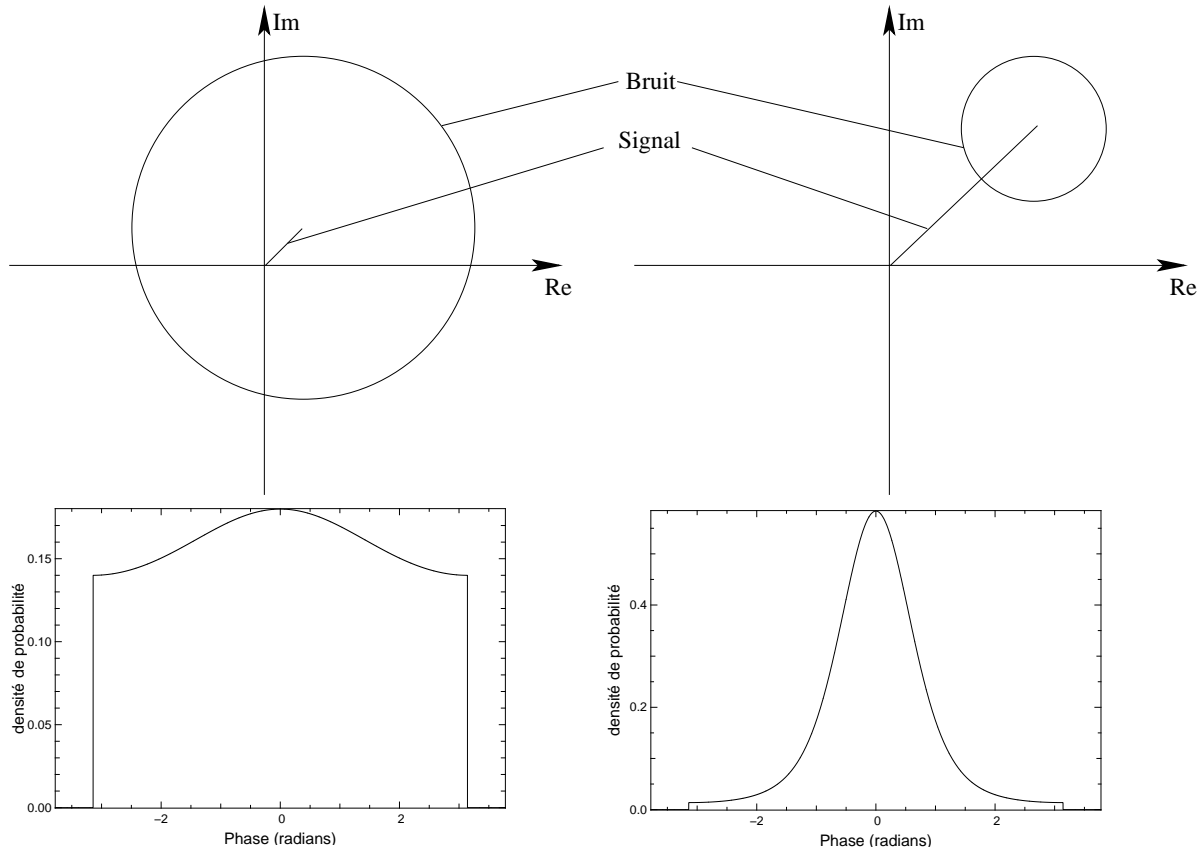 Im
Im
Bruit
Signal
Re
Re
densité de probabilité
0.15
0.10
0.05
0.00
−2
0
2
Phase (radians)
densité de probabilité
0.4
0.2
0.0
−2
0
2
Phase (radians)